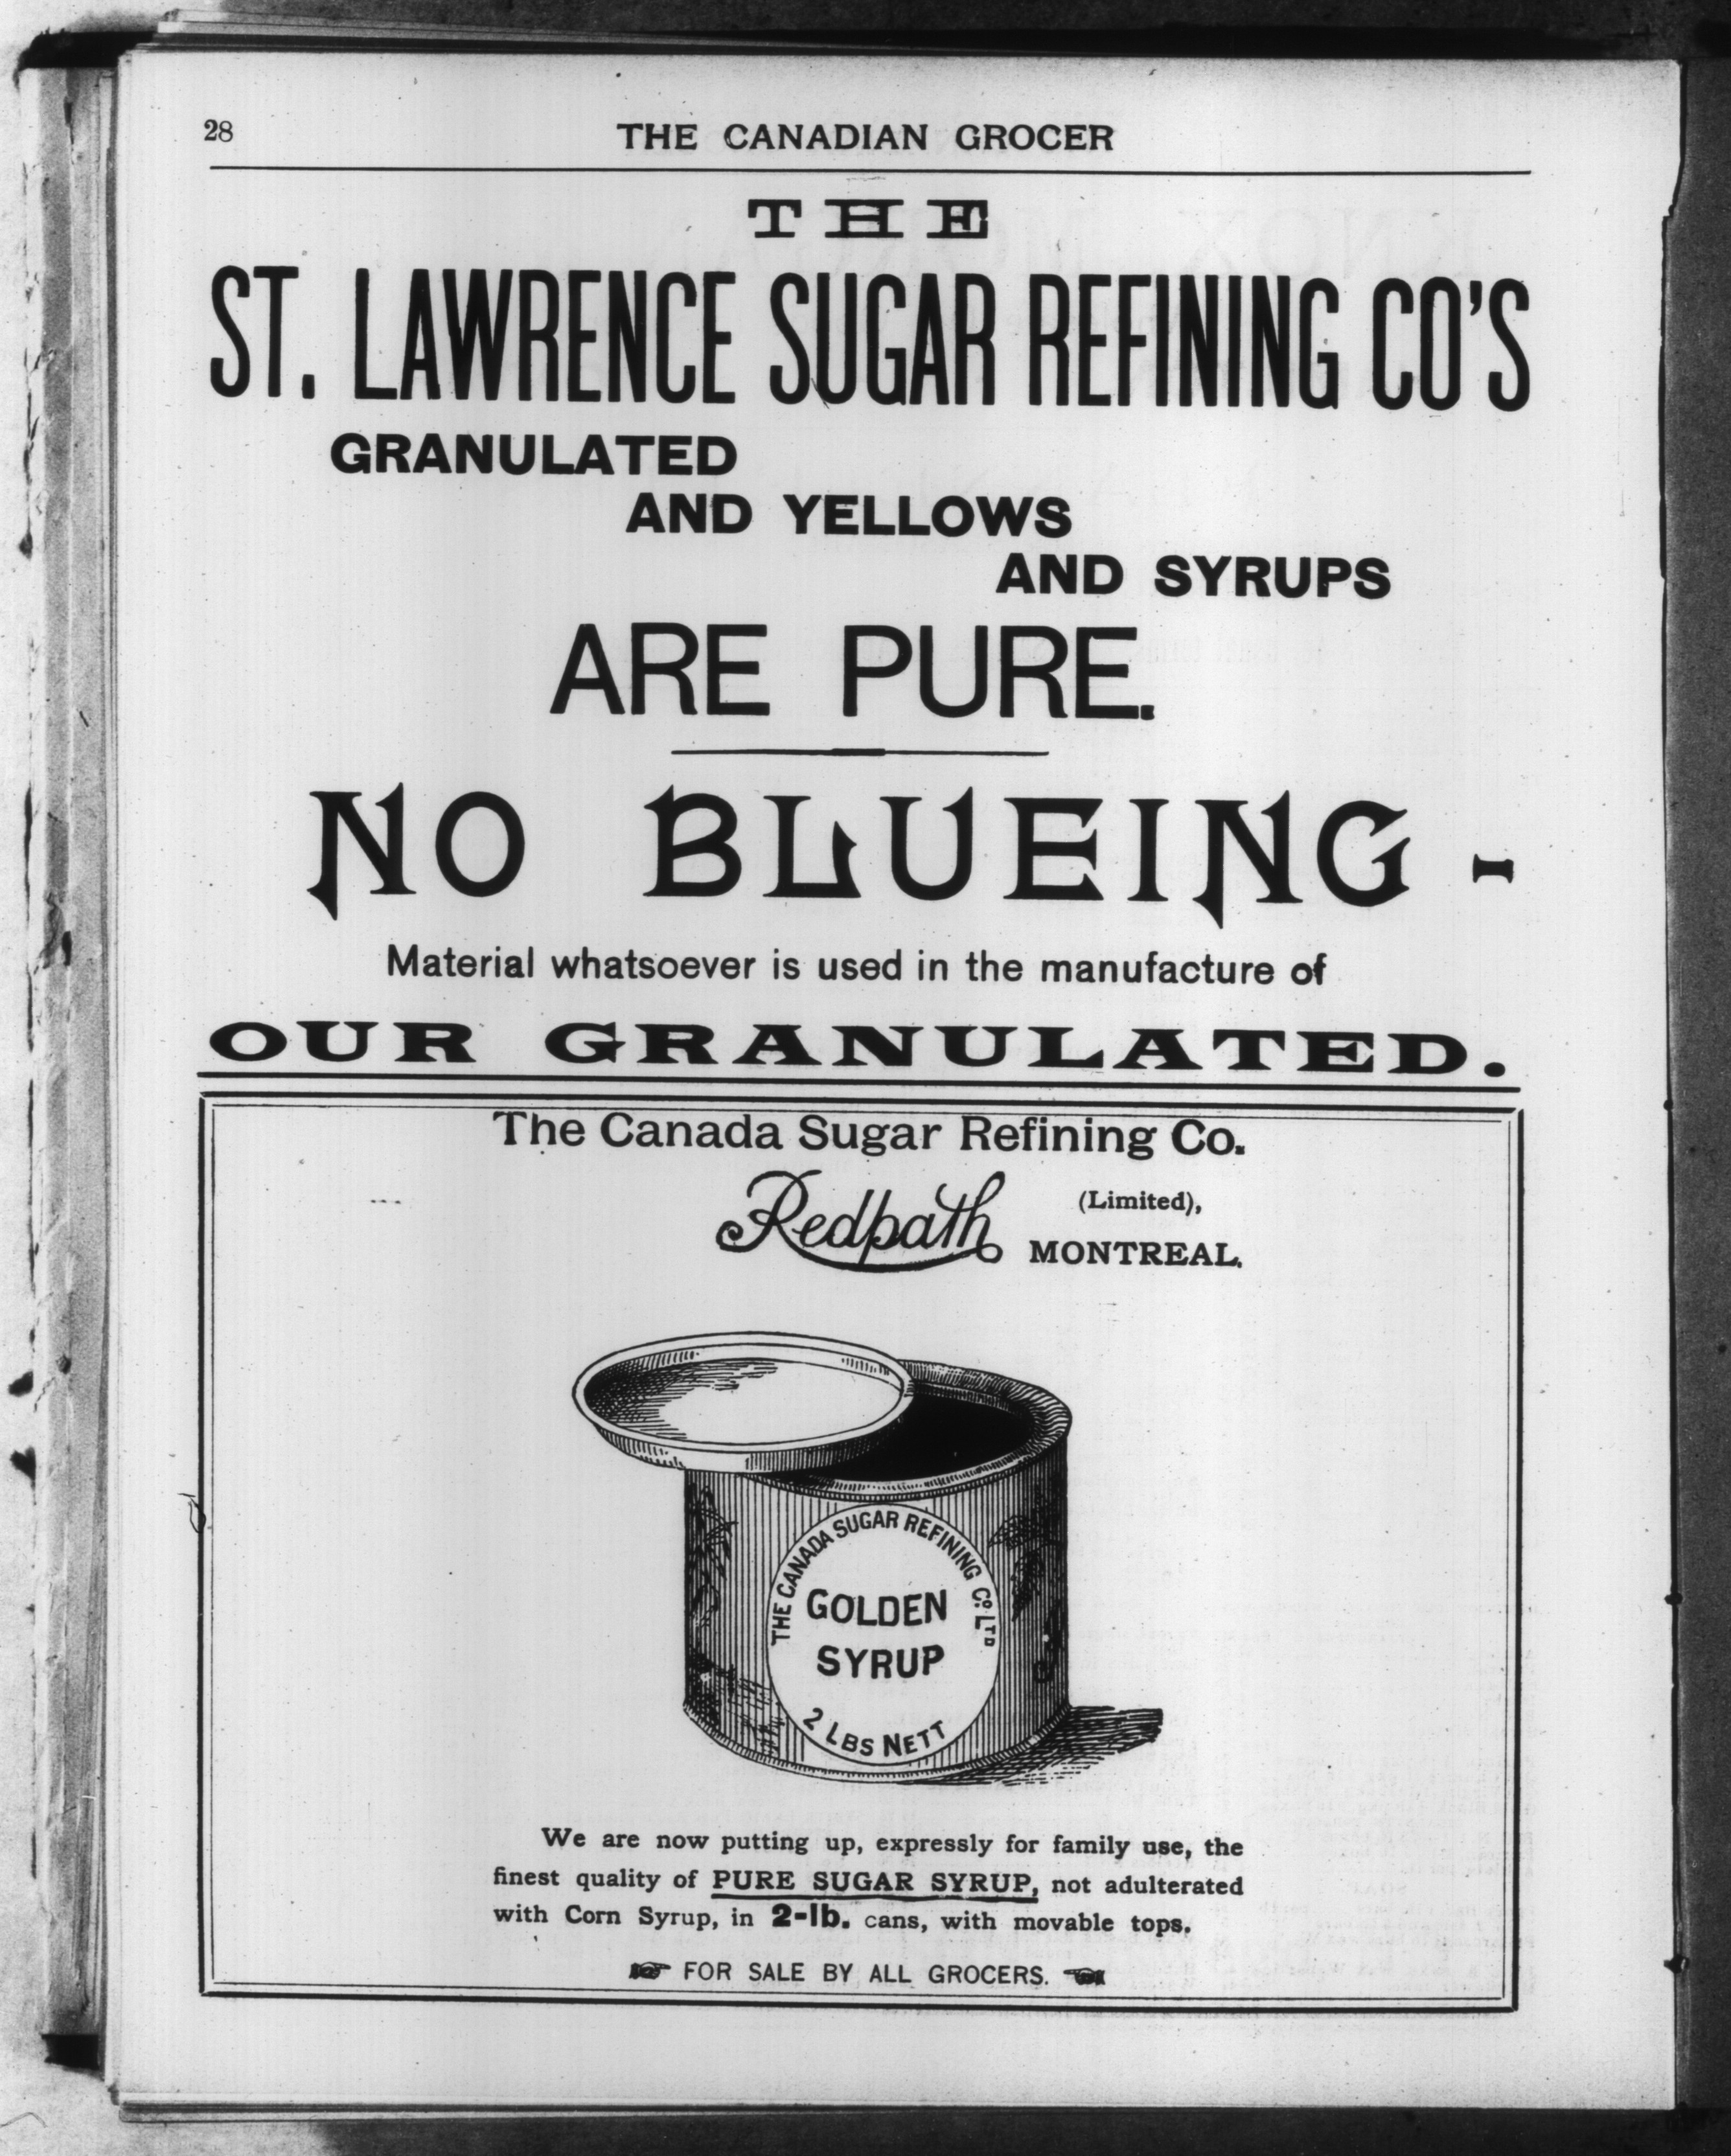 28
THE CANADIAN GROCER
THE
ST. LAWRENCE SUGAR REFINING CO'S
GRANULATED
AND YELLOWS
AND SYRUPS
ARE PURE.
NO BLUEING -
Material whatsoever is used in the manufacture of
OUR GRANULATED.
The Canada Sugar Refining Co.
(Limited),
Redpath
MONTREAL.
THE CANADA SUGAR REFINING CO. LTD
GOLDEN
SYRUP
2 LBS NETT
We are now putting up, expressly for family use, the
finest quality of PURE SUGAR SYRUP, not adulterated
with Corn Syrup, in 2-lb. cans, with movable tops.
FOR SALE BY ALL GROCERS.